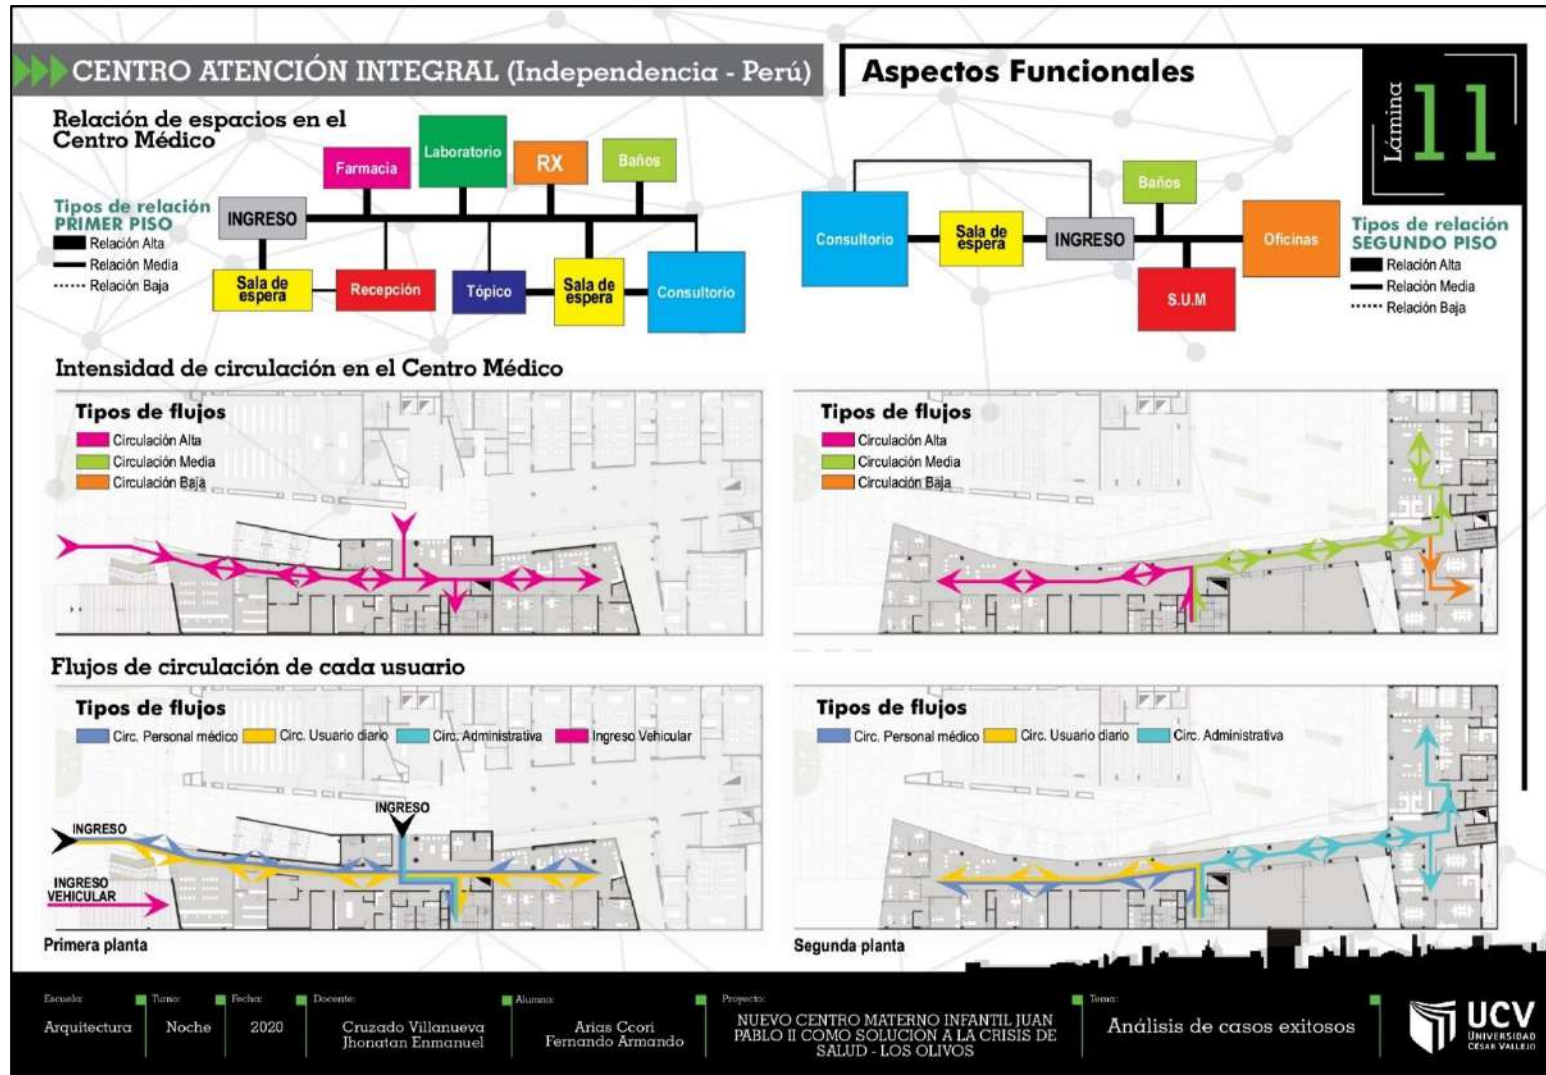 CENTRO ATENCIÓN INTEGRAL (Independencia - Perú)
Aspectos Funcionales
Lámina
11
Relación de espacios en el
Centro Médico
Tipos de relación
PRIMER PISO
Relación Alta
Relación Media
Relación Baja
Farmacia
Laboratorio
RX
Baños
INGRESO
Sala de
espera
Recepción
Tópico
Sala de
espera
Consultorio
Consultorio
Sala de
espera
INGRESO
Baños
S.U.M
Oficinas
Tipos de relación
SEGUNDO PISO
Relación Alta
Relación Media
Relación Baja
Intensidad de circulación en el Centro Médico
Tipos de flujos
Circulación Alta
Circulación Media
Circulación Baja
Tipos de flujos
Circulación Alta
Circulación Media
Circulación Baja
Flujos de circulación de cada usuario
Tipos de flujos
Circ. Personal médico
Circ. Usuario diario
Circ. Administrativa
Ingreso Vehicular
INGRESO
INGRESO
INGRESO
VEHICULAR
Primera planta
Tipos de flujos
Circ. Personal médico
Circ. Usuario diario
Circ. Administrativa
Segunda planta
Escuela:
Arquitectura
Turno:
Noche
Fecha:
2020
Docente:
Cruzado Villanueva
Jhonatan Enmanuel
Alumno:
Arias Ccori
Fernando Armando
Proyecto:
NUEVO CENTRO MATERNO INFANTIL JUAN
PABLO II COMO SOLUCIÓN A LA CRISIS DE
SALUD - LOS OLIVOS
Tema:
Análisis de casos exitosos
UCV
UNIVERSIDAD
CÉSAR VALLEJO